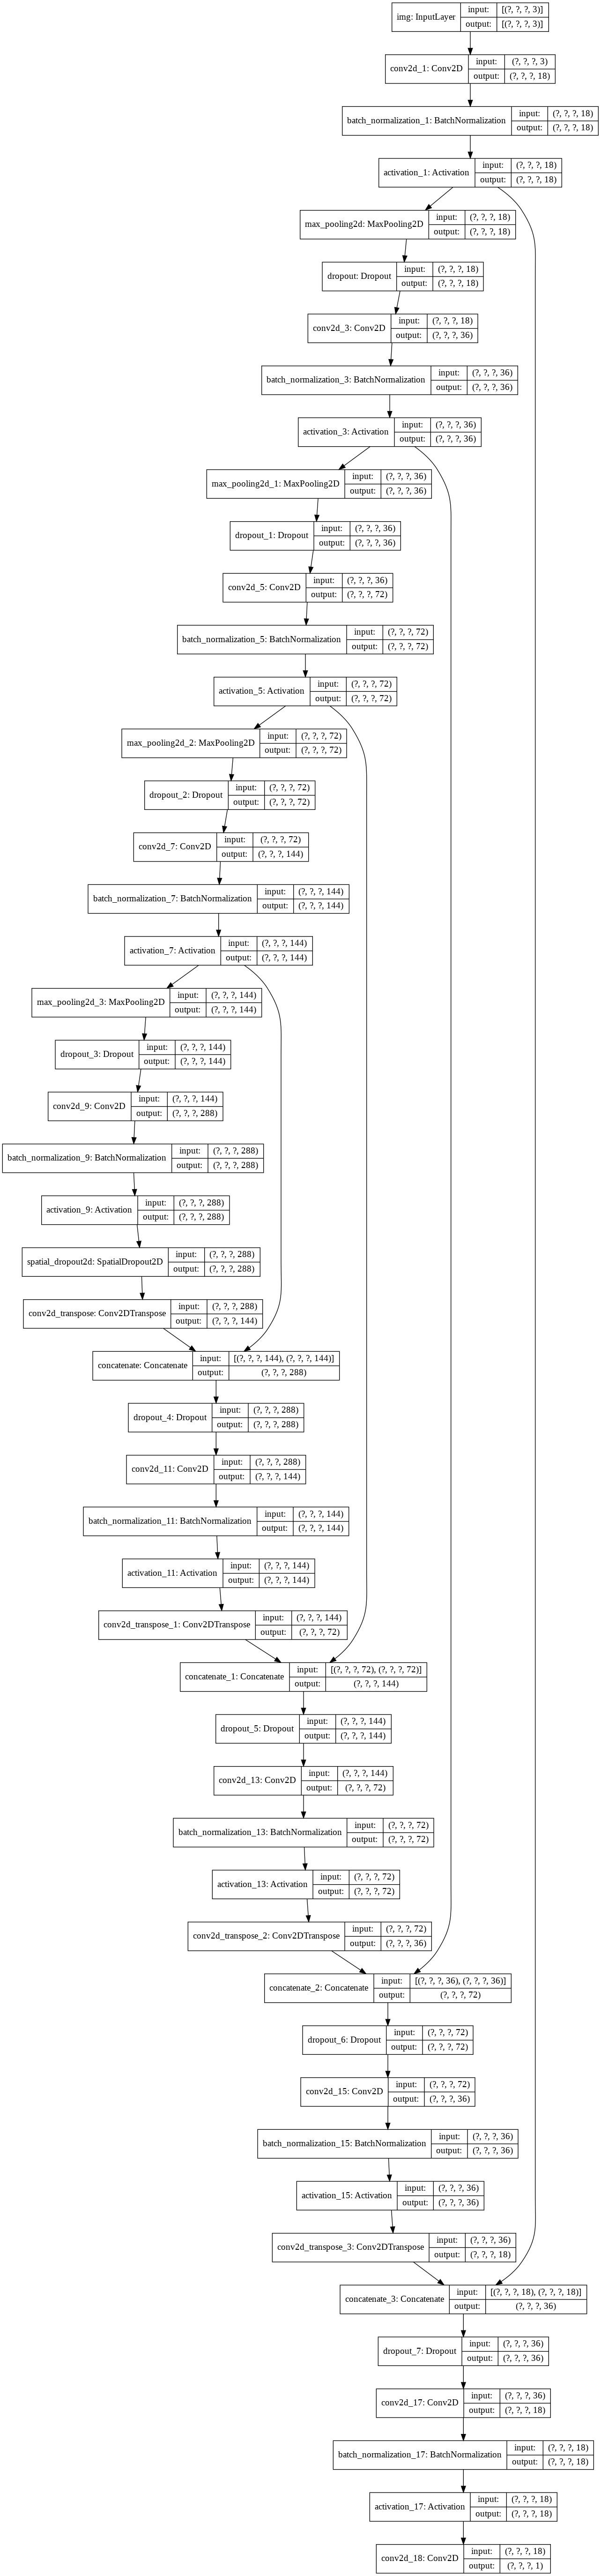 img: InputLayer input: [(?, ?, ?, 3)]
output: [(?, ?, ?, 3)]
conv2d_1: Conv2D input: (?, ?, ?, 3)
output: (?, ?, ?, 18)
batch_normalization_1: BatchNormalization input: (?, ?, ?, 18)
output: (?, ?, ?, 18)
activation_1: Activation input: (?, ?, ?, 18)
output: (?, ?, ?, 18)
max_pooling2d: MaxPooling2D input: (?, ?, ?, 18)
output: (?, ?, ?, 18)
dropout: Dropout input: (?, ?, ?, 18)
output: (?, ?, ?, 18)
conv2d_3: Conv2D input: (?, ?, ?, 18)
output: (?, ?, ?, 36)
batch_normalization_3: BatchNormalization input: (?, ?, ?, 36)
output: (?, ?, ?, 36)
activation_3: Activation input: (?, ?, ?, 36)
output: (?, ?, ?, 36)
max_pooling2d_1: MaxPooling2D input: (?, ?, ?, 36)
output: (?, ?, ?, 36)
dropout_1: Dropout input: (?, ?, ?, 36)
output: (?, ?, ?, 36)
conv2d_5: Conv2D input: (?, ?, ?, 36)
output: (?, ?, ?, 72)
batch_normalization_5: BatchNormalization input: (?, ?, ?, 72)
output: (?, ?, ?, 72)
activation_5: Activation input: (?, ?, ?, 72)
output: (?, ?, ?, 72)
max_pooling2d_2: MaxPooling2D input: (?, ?, ?, 72)
output: (?, ?, ?, 72)
dropout_2: Dropout input: (?, ?, ?, 72)
output: (?, ?, ?, 72)
conv2d_7: Conv2D input: (?, ?, ?, 72)
output: (?, ?, ?, 144)
batch_normalization_7: BatchNormalization input: (?, ?, ?, 144)
output: (?, ?, ?, 144)
activation_7: Activation input: (?, ?, ?, 144)
output: (?, ?, ?, 144)
max_pooling2d_3: MaxPooling2D input: (?, ?, ?, 144)
output: (?, ?, ?, 144)
dropout_3: Dropout input: (?, ?, ?, 144)
output: (?, ?, ?, 144)
conv2d_9: Conv2D input: (?, ?, ?, 144)
output: (?, ?, ?, 288)
batch_normalization_9: BatchNormalization input: (?, ?, ?, 288)
output: (?, ?, ?, 288)
activation_9: Activation input: (?, ?, ?, 288)
output: (?, ?, ?, 288)
spatial_dropout2d: SpatialDropout2D input: (?, ?, ?, 288)
output: (?, ?, ?, 288)
conv2d_transpose: Conv2DTranspose input: (?, ?, ?, 288)
output: (?, ?, ?, 144)
concatenate: Concatenate input: [(?, ?, ?, 144), (?, ?, ?, 144)]
output: (?, ?, ?, 288)
dropout_4: Dropout input: (?, ?, ?, 288)
output: (?, ?, ?, 288)
conv2d_11: Conv2D input: (?, ?, ?, 288)
output: (?, ?, ?, 144)
batch_normalization_11: BatchNormalization input: (?, ?, ?, 144)
output: (?, ?, ?, 144)
activation_11: Activation input: (?, ?, ?, 144)
output: (?, ?, ?, 144)
conv2d_transpose_1: Conv2DTranspose input: (?, ?, ?, 144)
output: (?, ?, ?, 72)
concatenate_1: Concatenate input: [(?, ?, ?, 72), (?, ?, ?, 72)]
output: (?, ?, ?, 144)
dropout_5: Dropout input: (?, ?, ?, 144)
output: (?, ?, ?, 144)
conv2d_13: Conv2D input: (?, ?, ?, 144)
output: (?, ?, ?, 72)
batch_normalization_13: BatchNormalization input: (?, ?, ?, 72)
output: (?, ?, ?, 72)
activation_13: Activation input: (?, ?, ?, 72)
output: (?, ?, ?, 72)
conv2d_transpose_2: Conv2DTranspose input: (?, ?, ?, 72)
output: (?, ?, ?, 36)
concatenate_2: Concatenate input: [(?, ?, ?, 36), (?, ?, ?, 36)]
output: (?, ?, ?, 72)
dropout_6: Dropout input: (?, ?, ?, 72)
output: (?, ?, ?, 72)
conv2d_15: Conv2D input: (?, ?, ?, 72)
output: (?, ?, ?, 36)
batch_normalization_15: BatchNormalization input: (?, ?, ?, 36)
output: (?, ?, ?, 36)
activation_15: Activation input: (?, ?, ?, 36)
output: (?, ?, ?, 36)
conv2d_transpose_3: Conv2DTranspose input: (?, ?, ?, 36)
output: (?, ?, ?, 18)
concatenate_3: Concatenate input: [(?, ?, ?, 18), (?, ?, ?, 18)]
output: (?, ?, ?, 36)
dropout_7: Dropout input: (?, ?, ?, 36)
output: (?, ?, ?, 36)
conv2d_17: Conv2D input: (?, ?, ?, 36)
output: (?, ?, ?, 18)
batch_normalization_17: BatchNormalization input: (?, ?, ?, 18)
output: (?, ?, ?, 18)
activation_17: Activation input: (?, ?, ?, 18)
output: (?, ?, ?, 18)
conv2d_18: Conv2D input: (?, ?, ?, 18)
output: (?, ?, ?, 1)